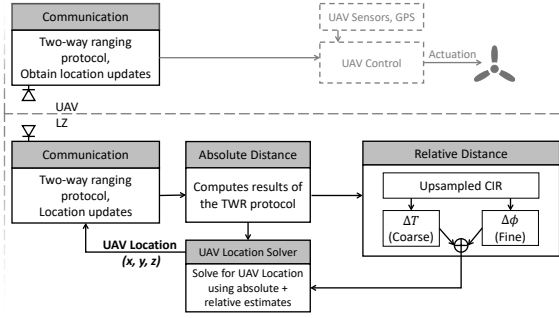 Communication
Two-way ranging
protocol,
Obtain location updates
UAV Sensors, GPS
UAV Control
Actuation
UAV
LZ
Communication
Two-way ranging
protocol,
Location updates
Absolute Distance
Computes results of
the TWR protocol
Relative Distance
Upsampled CIR
ΔT
(Coarse)
Δϕ
(Fine)
UAV Location
(x, y, z)
UAV Location Solver
Solve for UAV Location
using absolute +
relative estimates